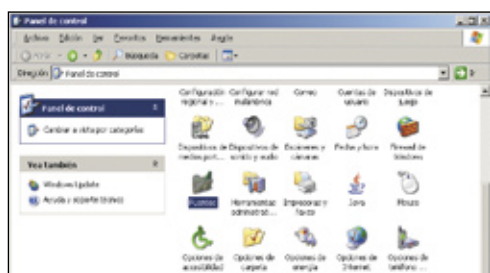 Panel de control
Archivo Edición Ver Favoritos Herramientas Ayuda
Atrás Búsqueda Carpetas
Dirección Panel de control
Configuración Configurar red Correo Cuentas de Dispositivos de
regional y ... inalámbrica usuario juego
Panel de control
Cambiar a vista por categorías
Dispositivos de Dispositivos de Escáneres y Fecha y hora Firewall de
medios port... sonido y audio cámaras Windows
Vea también
Windows Update
Ayuda y soporte técnico
Fuentes Herramientas Impresoras y Java Mouse
administrat... faxes
Opciones de Opciones de Opciones de Opciones de Opciones de
accesibilidad carpeta energía Internet teléfono ...